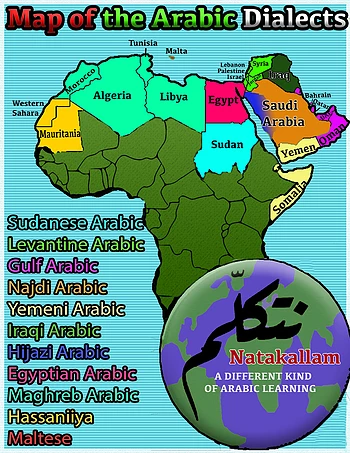 Map of the Arabic Dialects
Tunisia
Malta
Morocco
Algeria
Libya
Egypt
Lebanon
Palestine
Israel
Syria
Iraq
Bahrain
Qatar
Saudi
Arabia
Oman
Western
Sahara
Mauritania
Sudan
Yemen
Somalia
Sudanese Arabic
Levantine Arabic
Gulf Arabic
Najdi Arabic
Yemeni Arabic
Iraqi Arabic
Hijazi Arabic
Egyptian Arabic
Maghreb Arabic
Hassaniiya
Maltese
نتكلّم
Natakallam
A DIFFERENT KIND
OF ARABIC LEARNING